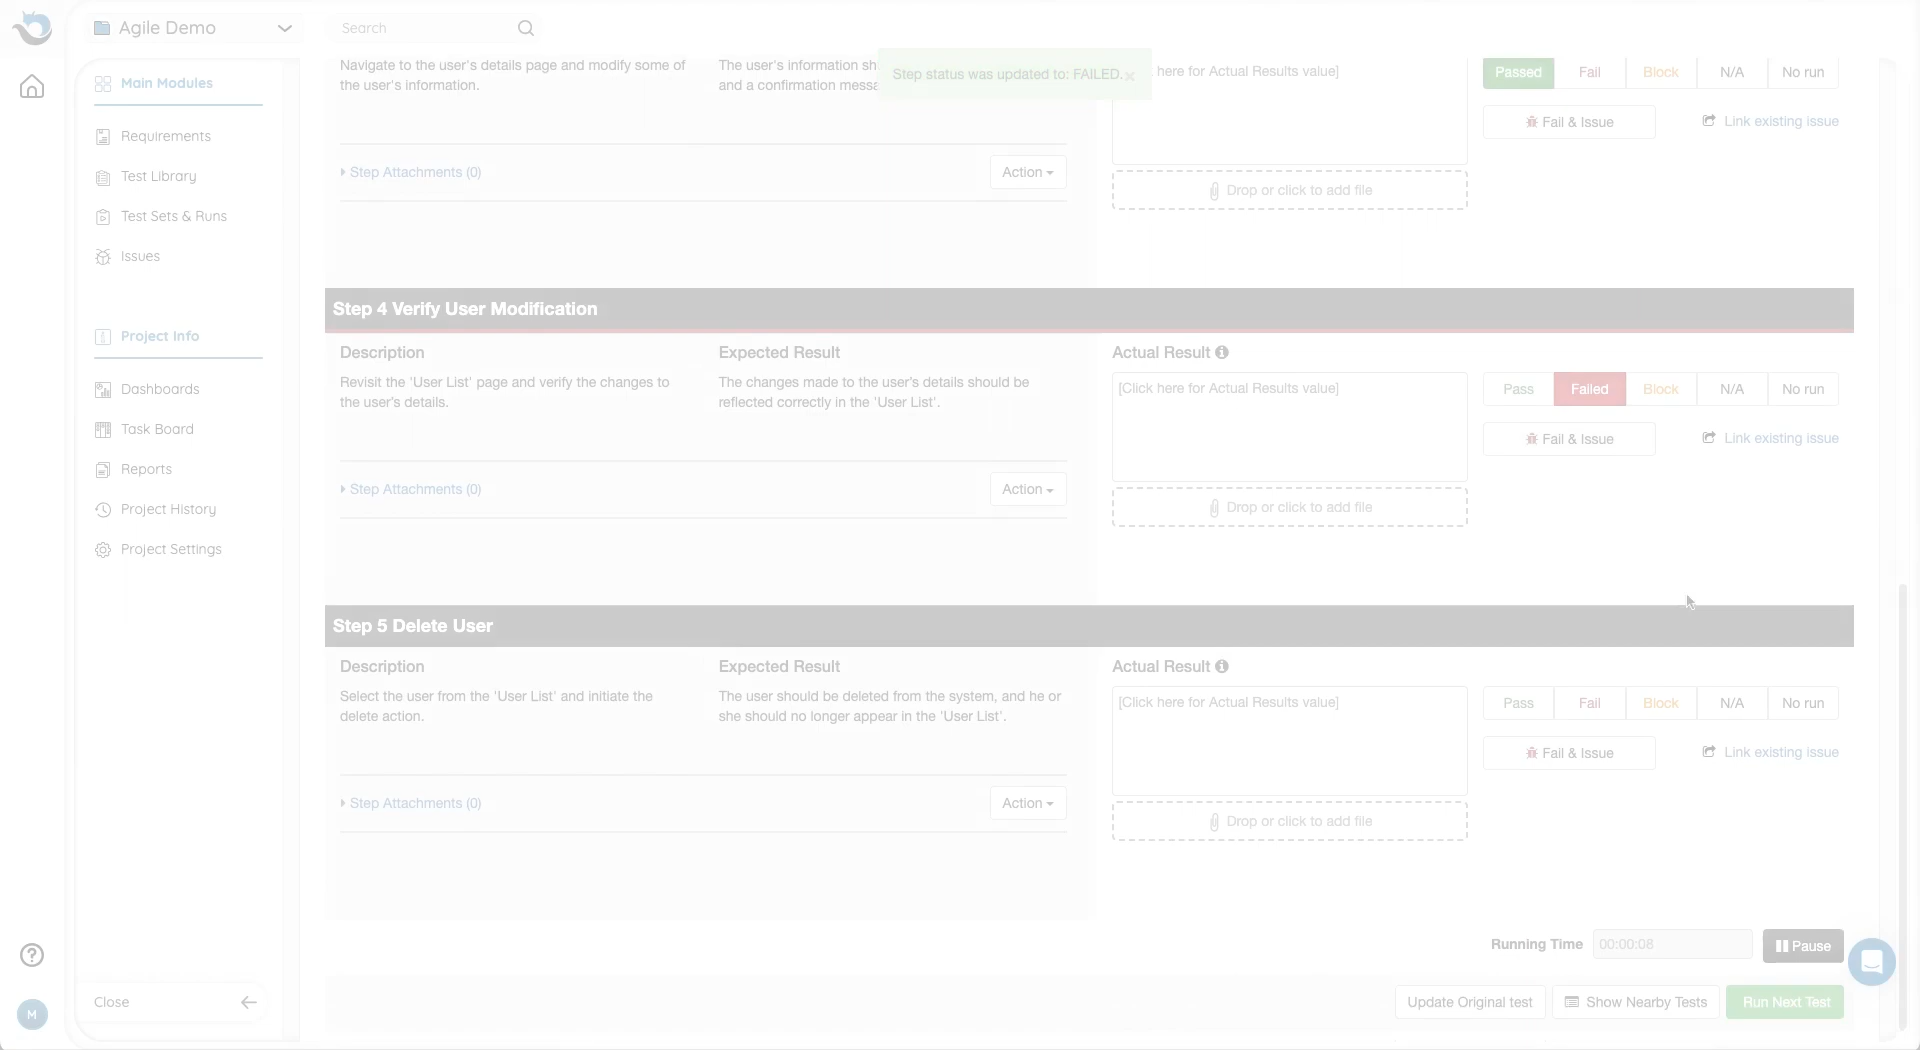 Agile Demo
Search
Main Modules
Requirements
Test Library
Test Sets & Runs
Issues
Project Info
Dashboards
Task Board
Reports
Project History
Project Settings
Close
M
Step status was updated to: FAILED. ×
Navigate to the user's details page and modify some of
the user's information.
The user's information sh
and a confirmation messa
here for Actual Results value]
Passed Fail Block N/A No run
Fail & Issue Link existing issue
Step Attachments (0) Action
Drop or click to add file
Step 4 Verify User Modification
Description Expected Result Actual Result
Revisit the 'User List' page and verify the changes to
the user's details.
The changes made to the user's details should be
reflected correctly in the 'User List'.
[Click here for Actual Results value]
Pass Failed Block N/A No run
Fail & Issue Link existing issue
Step Attachments (0) Action
Drop or click to add file
Step 5 Delete User
Description Expected Result Actual Result
Select the user from the 'User List' and initiate the
delete action.
The user should be deleted from the system, and he or
she should no longer appear in the 'User List'.
[Click here for Actual Results value]
Pass Fail Block N/A No run
Fail & Issue Link existing issue
Step Attachments (0) Action
Drop or click to add file
Running Time 00:00:08 Pause
Update Original test Show Nearby Tests Run Next Test